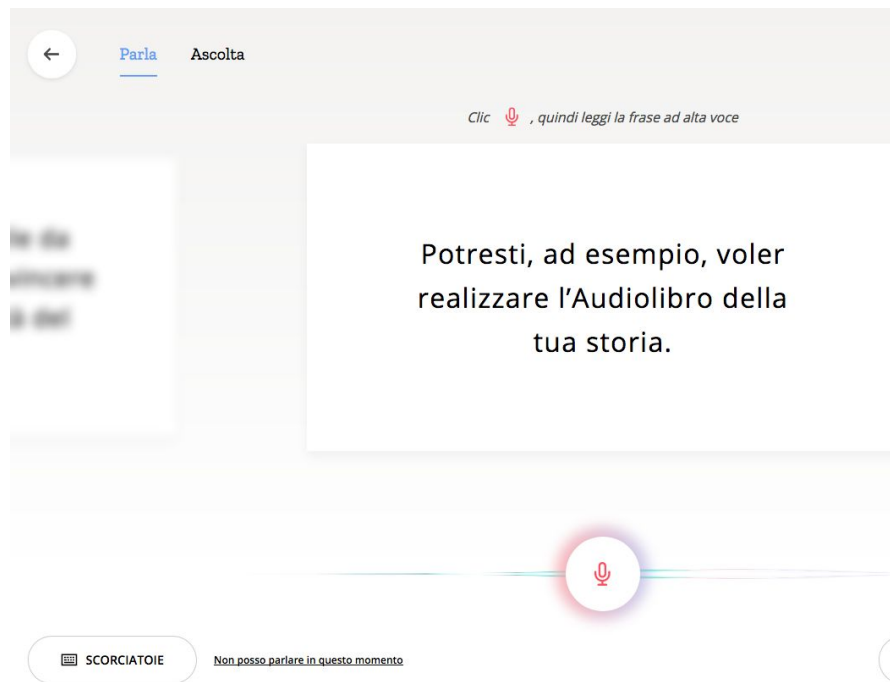 Parla Ascolta
Clic , quindi leggi la frase ad alta voce
Potresti, ad esempio, voler
realizzare l’Audiolibro della
tua storia.
SCORCIATOIE Non posso parlare in questo momento